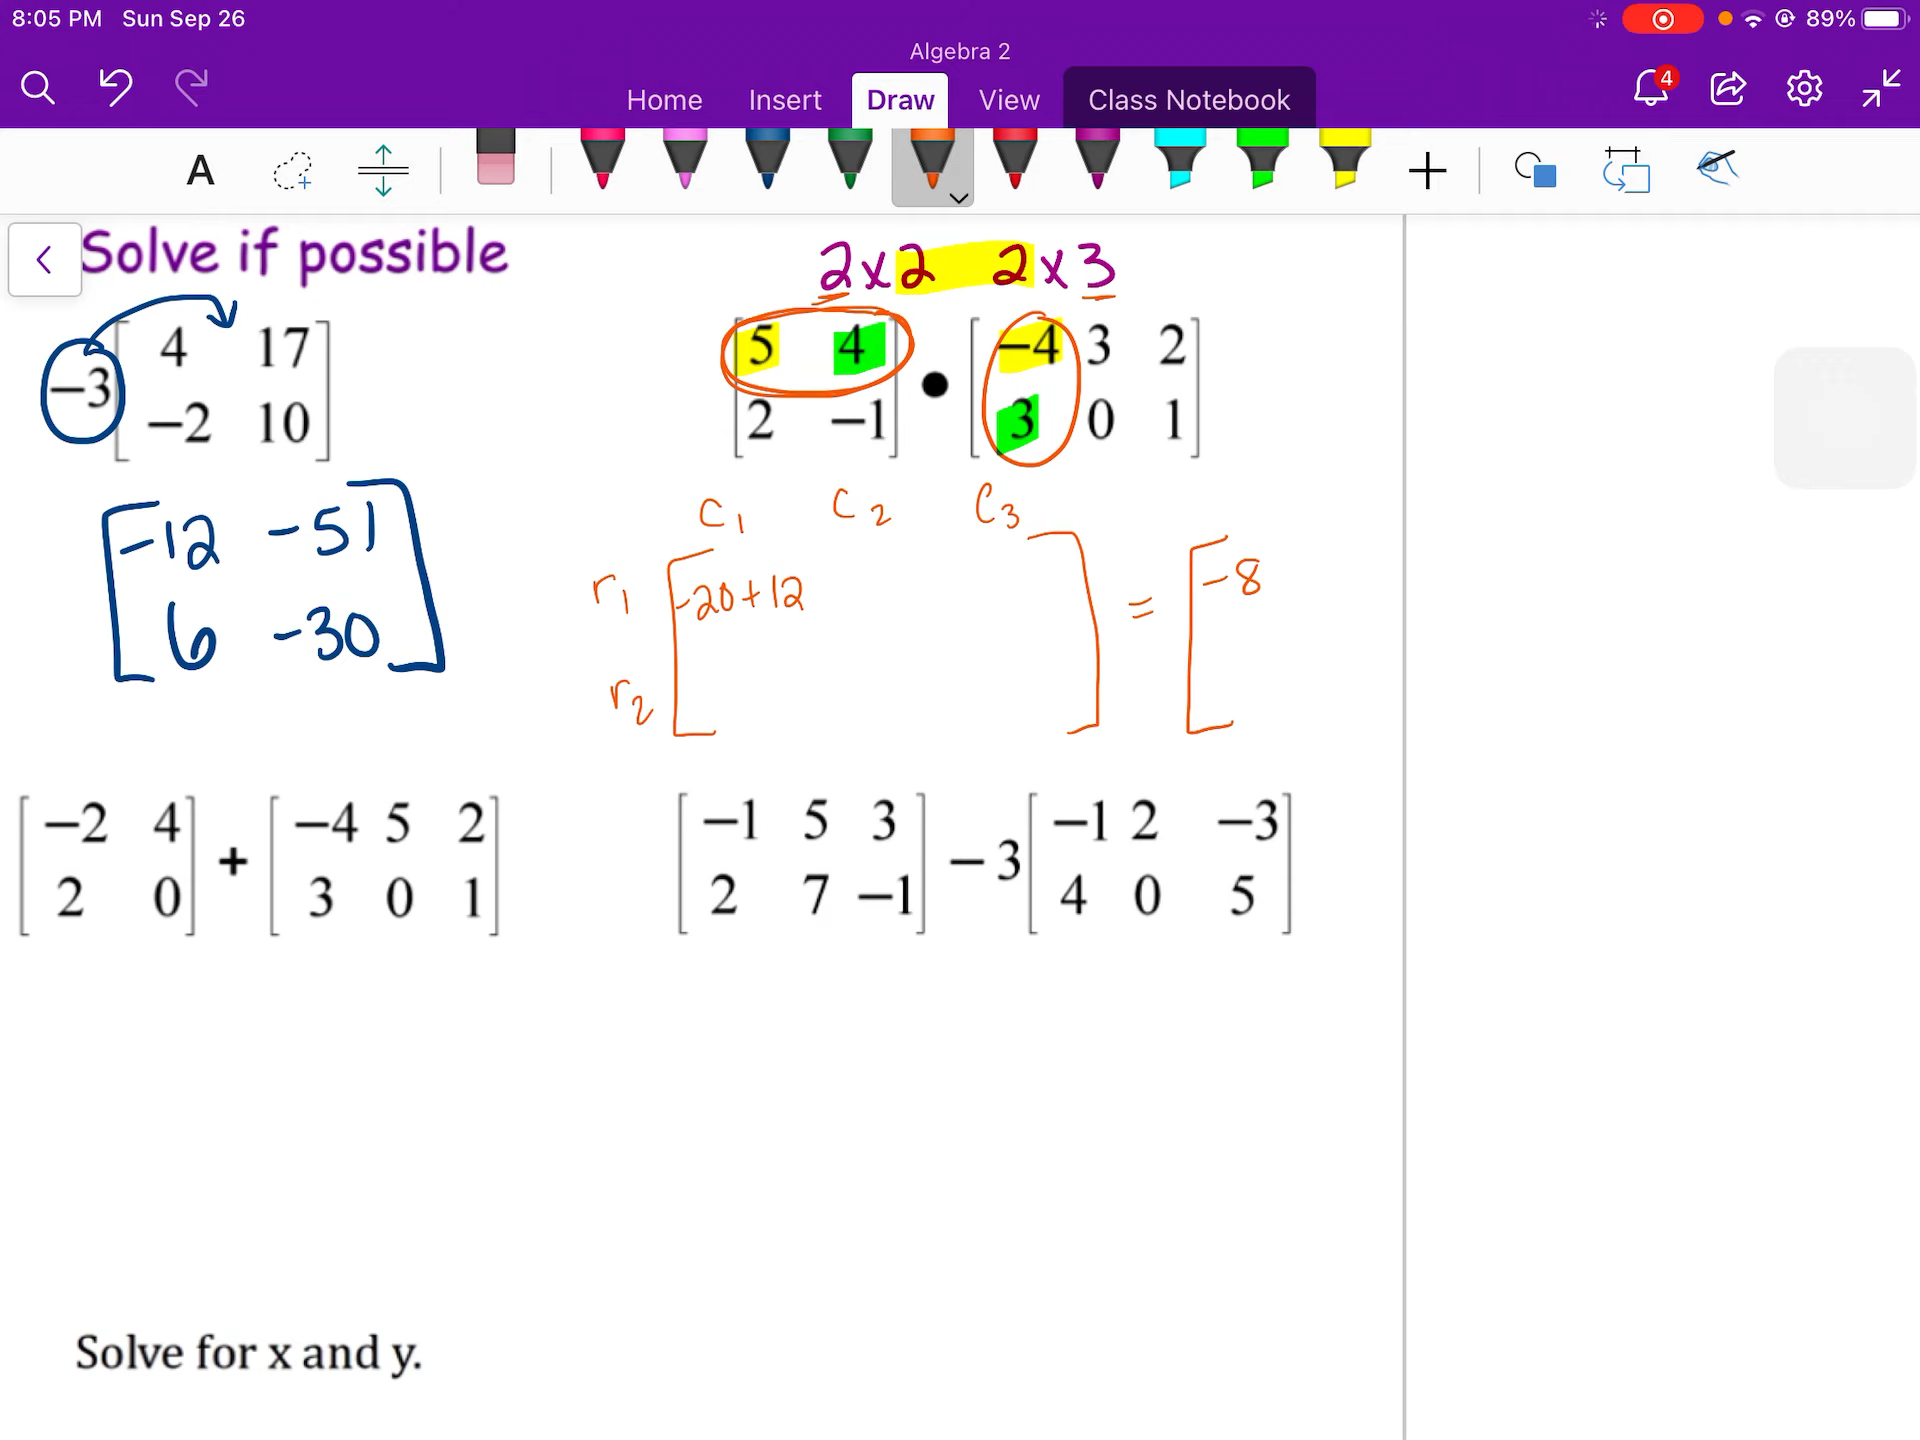 8:05 PM Sun Sep 26 89%
Algebra 2
Home Insert Draw View Class Notebook 4
A
Solve if possible
2x2 2x3
-3 [ 4 17 ]
[ -2 10 ]
[ 5 4 ] • [ -4 3 2 ]
[ 2 -1 ] [ 3 0 1 ]
[ -12 -51 ]
[ 6 -30 ]
C1 C2 C3
r1 [ -20+12 ] = [ -8
r2
[ -2 4 ] + [ -4 5 2 ]
[ 2 0 ] [ 3 0 1 ]
[ -1 5 3 ] - 3 [ -1 2 -3 ]
[ 2 7 -1 ] [ 4 0 5 ]
Solve for x and y.